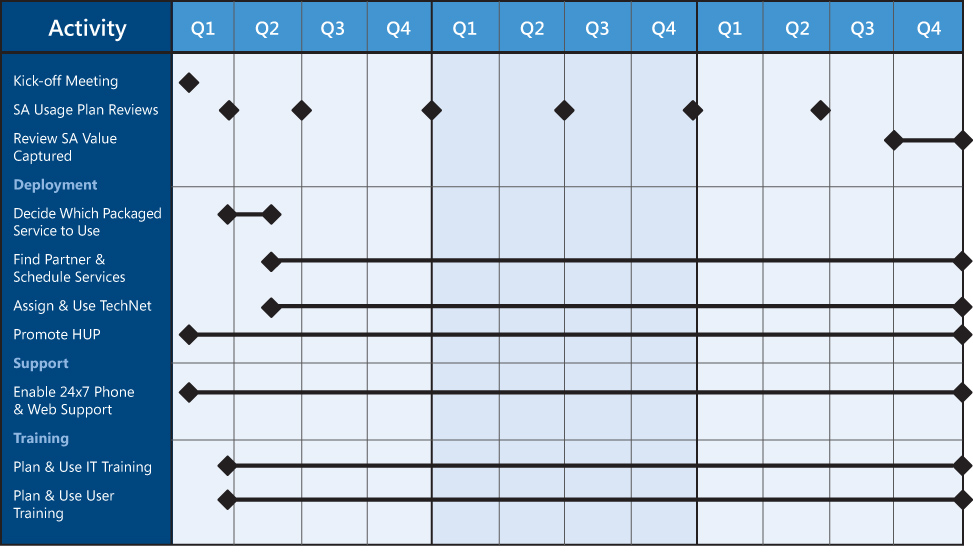 Activity Q1 Q2 Q3 Q4 Q1 Q2 Q3 Q4 Q1 Q2 Q3 Q4
Kick-off Meeting
SA Usage Plan Reviews
Review SA Value
Captured
Deployment
Decide Which Packaged
Service to Use
Find Partner &
Schedule Services
Assign & Use TechNet
Promote HUP
Support
Enable 24x7 Phone
& Web Support
Training
Plan & Use IT Training
Plan & Use User
Training